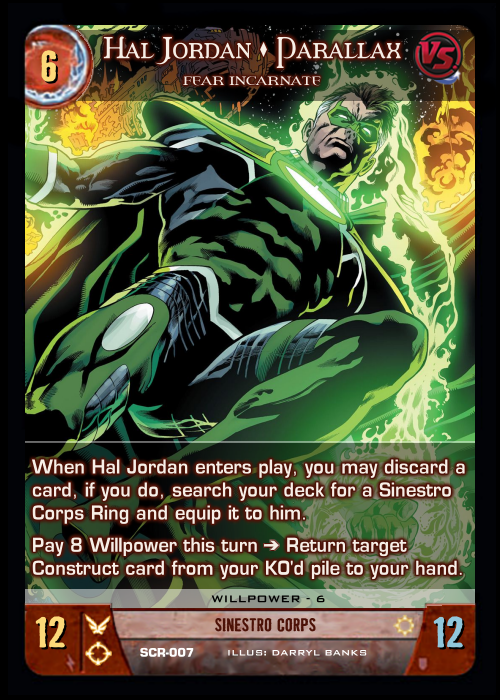 6
HAL JORDAN ♦ PARALLAX
VS
FEAR INCARNATE
When Hal Jordan enters play, you may discard a
card, if you do, search your deck for a Sinestro
Corps Ring and equip it to him.
Pay 8 Willpower this turn ➔ Return target
Construct card from your KO'd pile to your hand.
WILLPOWER - 6
12
SINESTRO CORPS
12
SCR-007 ILLUS: DARRYL BANKS